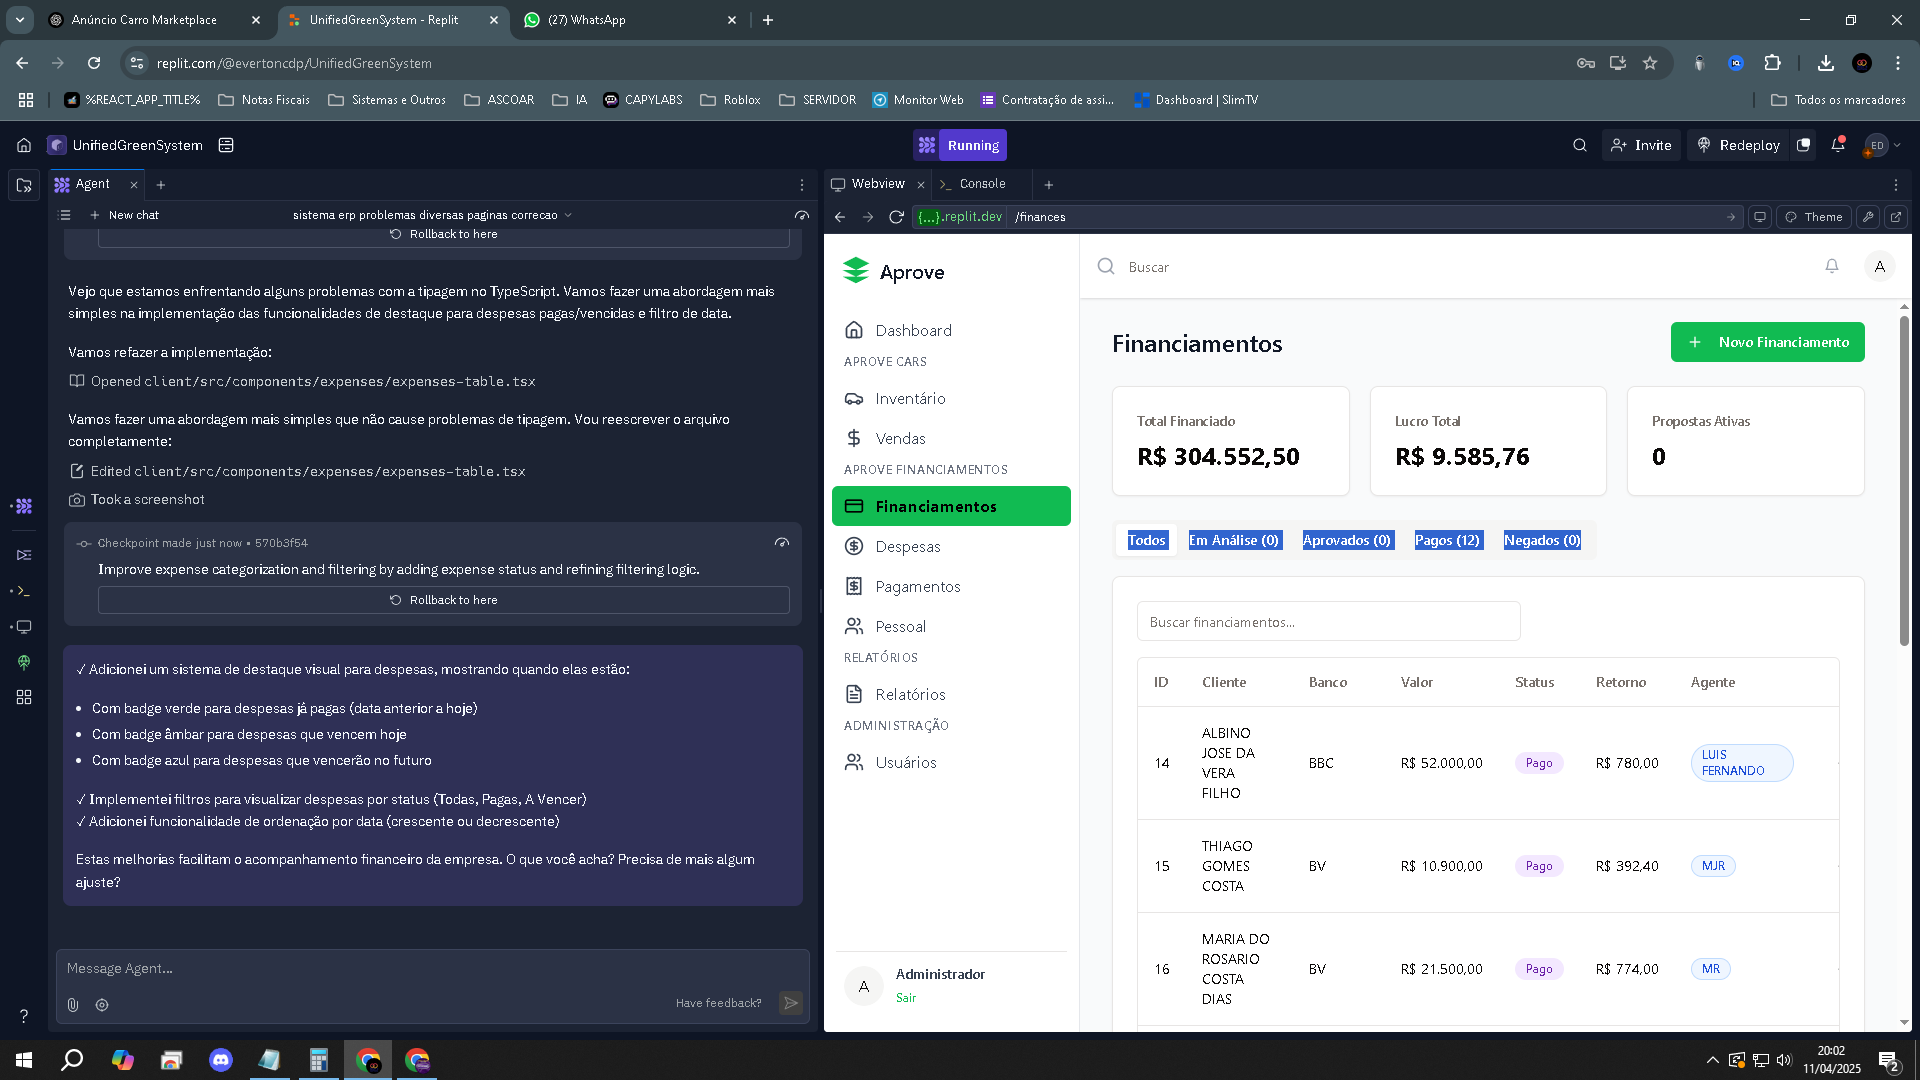 Anúncio Carro Marketplace
UnifiedGreenSystem - Replit
(27) WhatsApp
replit.com/@evertoncdp/UnifiedGreenSystem
%REACT_APP_TITLE%
Notas Fiscais
Sistemas e Outros
ASCOAR
IA
CAPYLABS
Roblox
SERVIDOR
Monitor Web
Contratação de assi...
Dashboard | SlimTV
Todos os marcadores
UnifiedGreenSystem
Running
Invite
Redeploy
ED
Agent
New chat
sistema erp problemas diversas paginas correcao
Rollback to here
Vejo que estamos enfrentando alguns problemas com a tipagem no TypeScript. Vamos fazer uma abordagem mais
simples na implementação das funcionalidades de destaque para despesas pagas/vencidas e filtro de data.
Vamos refazer a implementação:
Opened client/src/components/expenses/expenses-table.tsx
Vamos fazer uma abordagem mais simples que não cause problemas de tipagem. Vou reescrever o arquivo
completamente:
Edited client/src/components/expenses/expenses-table.tsx
Took a screenshot
Checkpoint made just now • 570b3f54
Improve expense categorization and filtering by adding expense status and refining filtering logic.
Rollback to here
✓ Adicionei um sistema de destaque visual para despesas, mostrando quando elas estão:
• Com badge verde para despesas já pagas (data anterior a hoje)
• Com badge âmbar para despesas que vencem hoje
• Com badge azul para despesas que vencerão no futuro
✓ Implementei filtros para visualizar despesas por status (Todas, Pagas, A Vencer)
✓ Adicionei funcionalidade de ordenação por data (crescente ou decrescente)
Estas melhorias facilitam o acompanhamento financeiro da empresa. O que você acha? Precisa de mais algum
ajuste?
Message Agent...
Have feedback?
Webview
Console
{...}.replit.dev
/finances
Theme
Aprove
Dashboard
APROVE CARS
Inventário
Vendas
APROVE FINANCIAMENTOS
Financiamentos
Despesas
Pagamentos
Pessoal
RELATÓRIOS
Relatórios
ADMINISTRAÇÃO
Usuários
A
Administrador
Sair
Buscar
A
Financiamentos
+ Novo Financiamento
Total Financiado
R$ 304.552,50
Lucro Total
R$ 9.585,76
Propostas Ativas
0
Todos
Em Análise (0)
Aprovados (0)
Pagos (12)
Negados (0)
Buscar financiamentos...
ID Cliente Banco Valor Status Retorno Agente
14
ALBINO
JOSE DA
VERA
FILHO
BBC
R$ 52.000,00
Pago
R$ 780,00
LUIS
FERNANDO
15
THIAGO
GOMES
COSTA
BV
R$ 10.900,00
Pago
R$ 392,40
MJR
16
MARIA DO
ROSARIO
COSTA
DIAS
BV
R$ 21.500,00
Pago
R$ 774,00
MR
20:02
11/04/2025
2